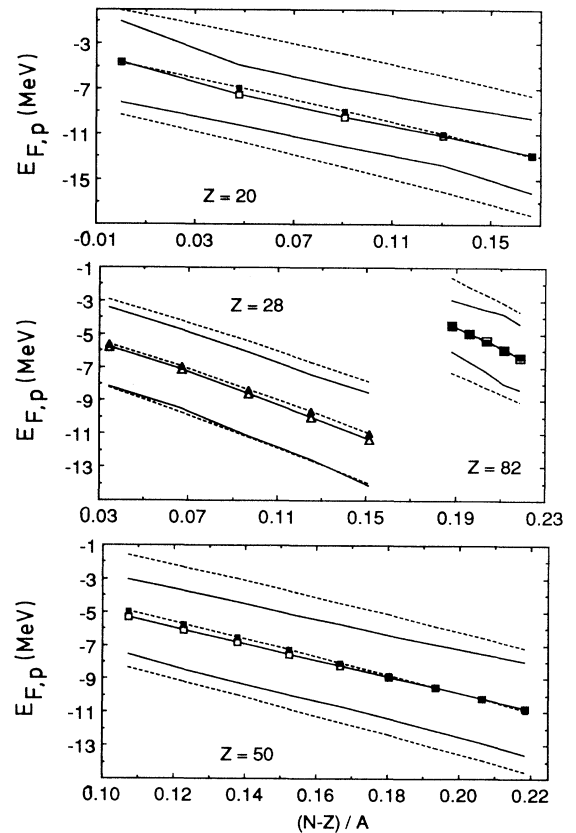 -3
-7
-11
-15
E F,p (MeV)
Z = 20
-0.01 0.03 0.07 0.11 0.15
-1
-3
-5
-7
-9
-11
-13
E F,p (MeV)
Z = 28
Z = 82
0.03 0.07 0.11 0.15 0.19 0.23
-1
-3
-5
-7
-9
-11
-13
E F,p (MeV)
Z = 50
0.10 0.12 0.14 0.16 0.18 0.20 0.22
(N-Z) / A